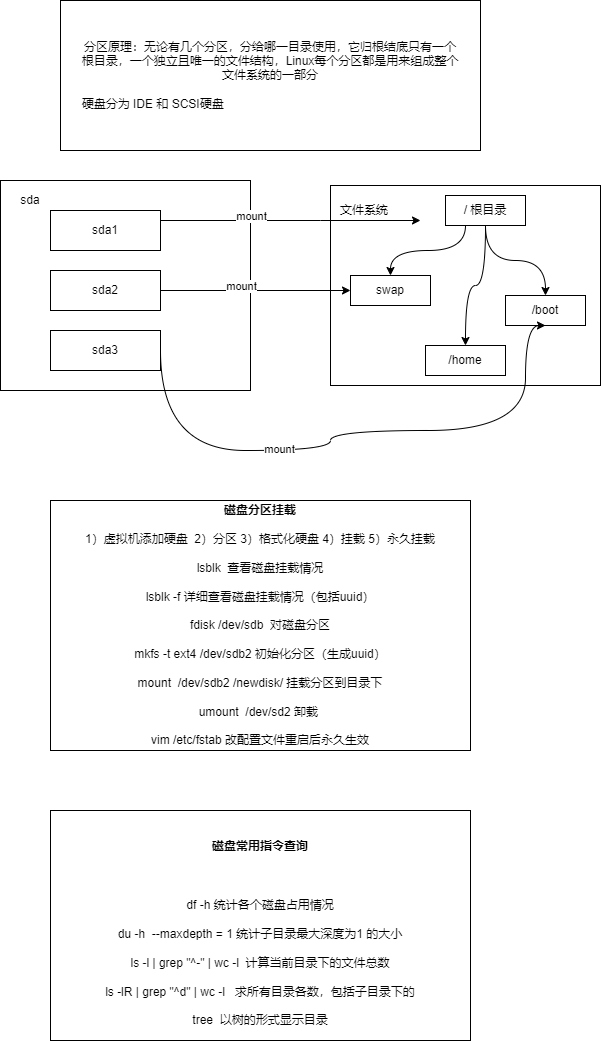 分区原理：无论有几个分区，分给哪一目录使用，它归根结底只有一个
根目录，一个独立且唯一的文件结构，Linux每个分区都是用来组成整个
文件系统的一部分
硬盘分为 IDE 和 SCSI硬盘
sda
sda1
mount
文件系统
/ 根目录
sda2
mount
swap
/boot
sda3
/home
mount
磁盘分区挂载
1）虚拟机添加硬盘 2）分区 3）格式化硬盘 4）挂载 5）永久挂载
lsblk 查看磁盘挂载情况
lsblk -f 详细查看磁盘挂载情况（包括uuid）
fdisk /dev/sdb 对磁盘分区
mkfs -t ext4 /dev/sdb2 初始化分区（生成uuid）
mount /dev/sdb2 /newdisk/ 挂载分区到目录下
umount /dev/sd2 卸载
vim /etc/fstab 改配置文件重启后永久生效
磁盘常用指令查询
df -h 统计各个磁盘占用情况
du -h --maxdepth = 1 统计子目录最大深度为1 的大小
ls -l | grep "^-" | wc -l 计算当前目录下的文件总数
ls -lR | grep "^d" | wc -l 求所有目录各数，包括子目录下的
tree 以树的形式显示目录